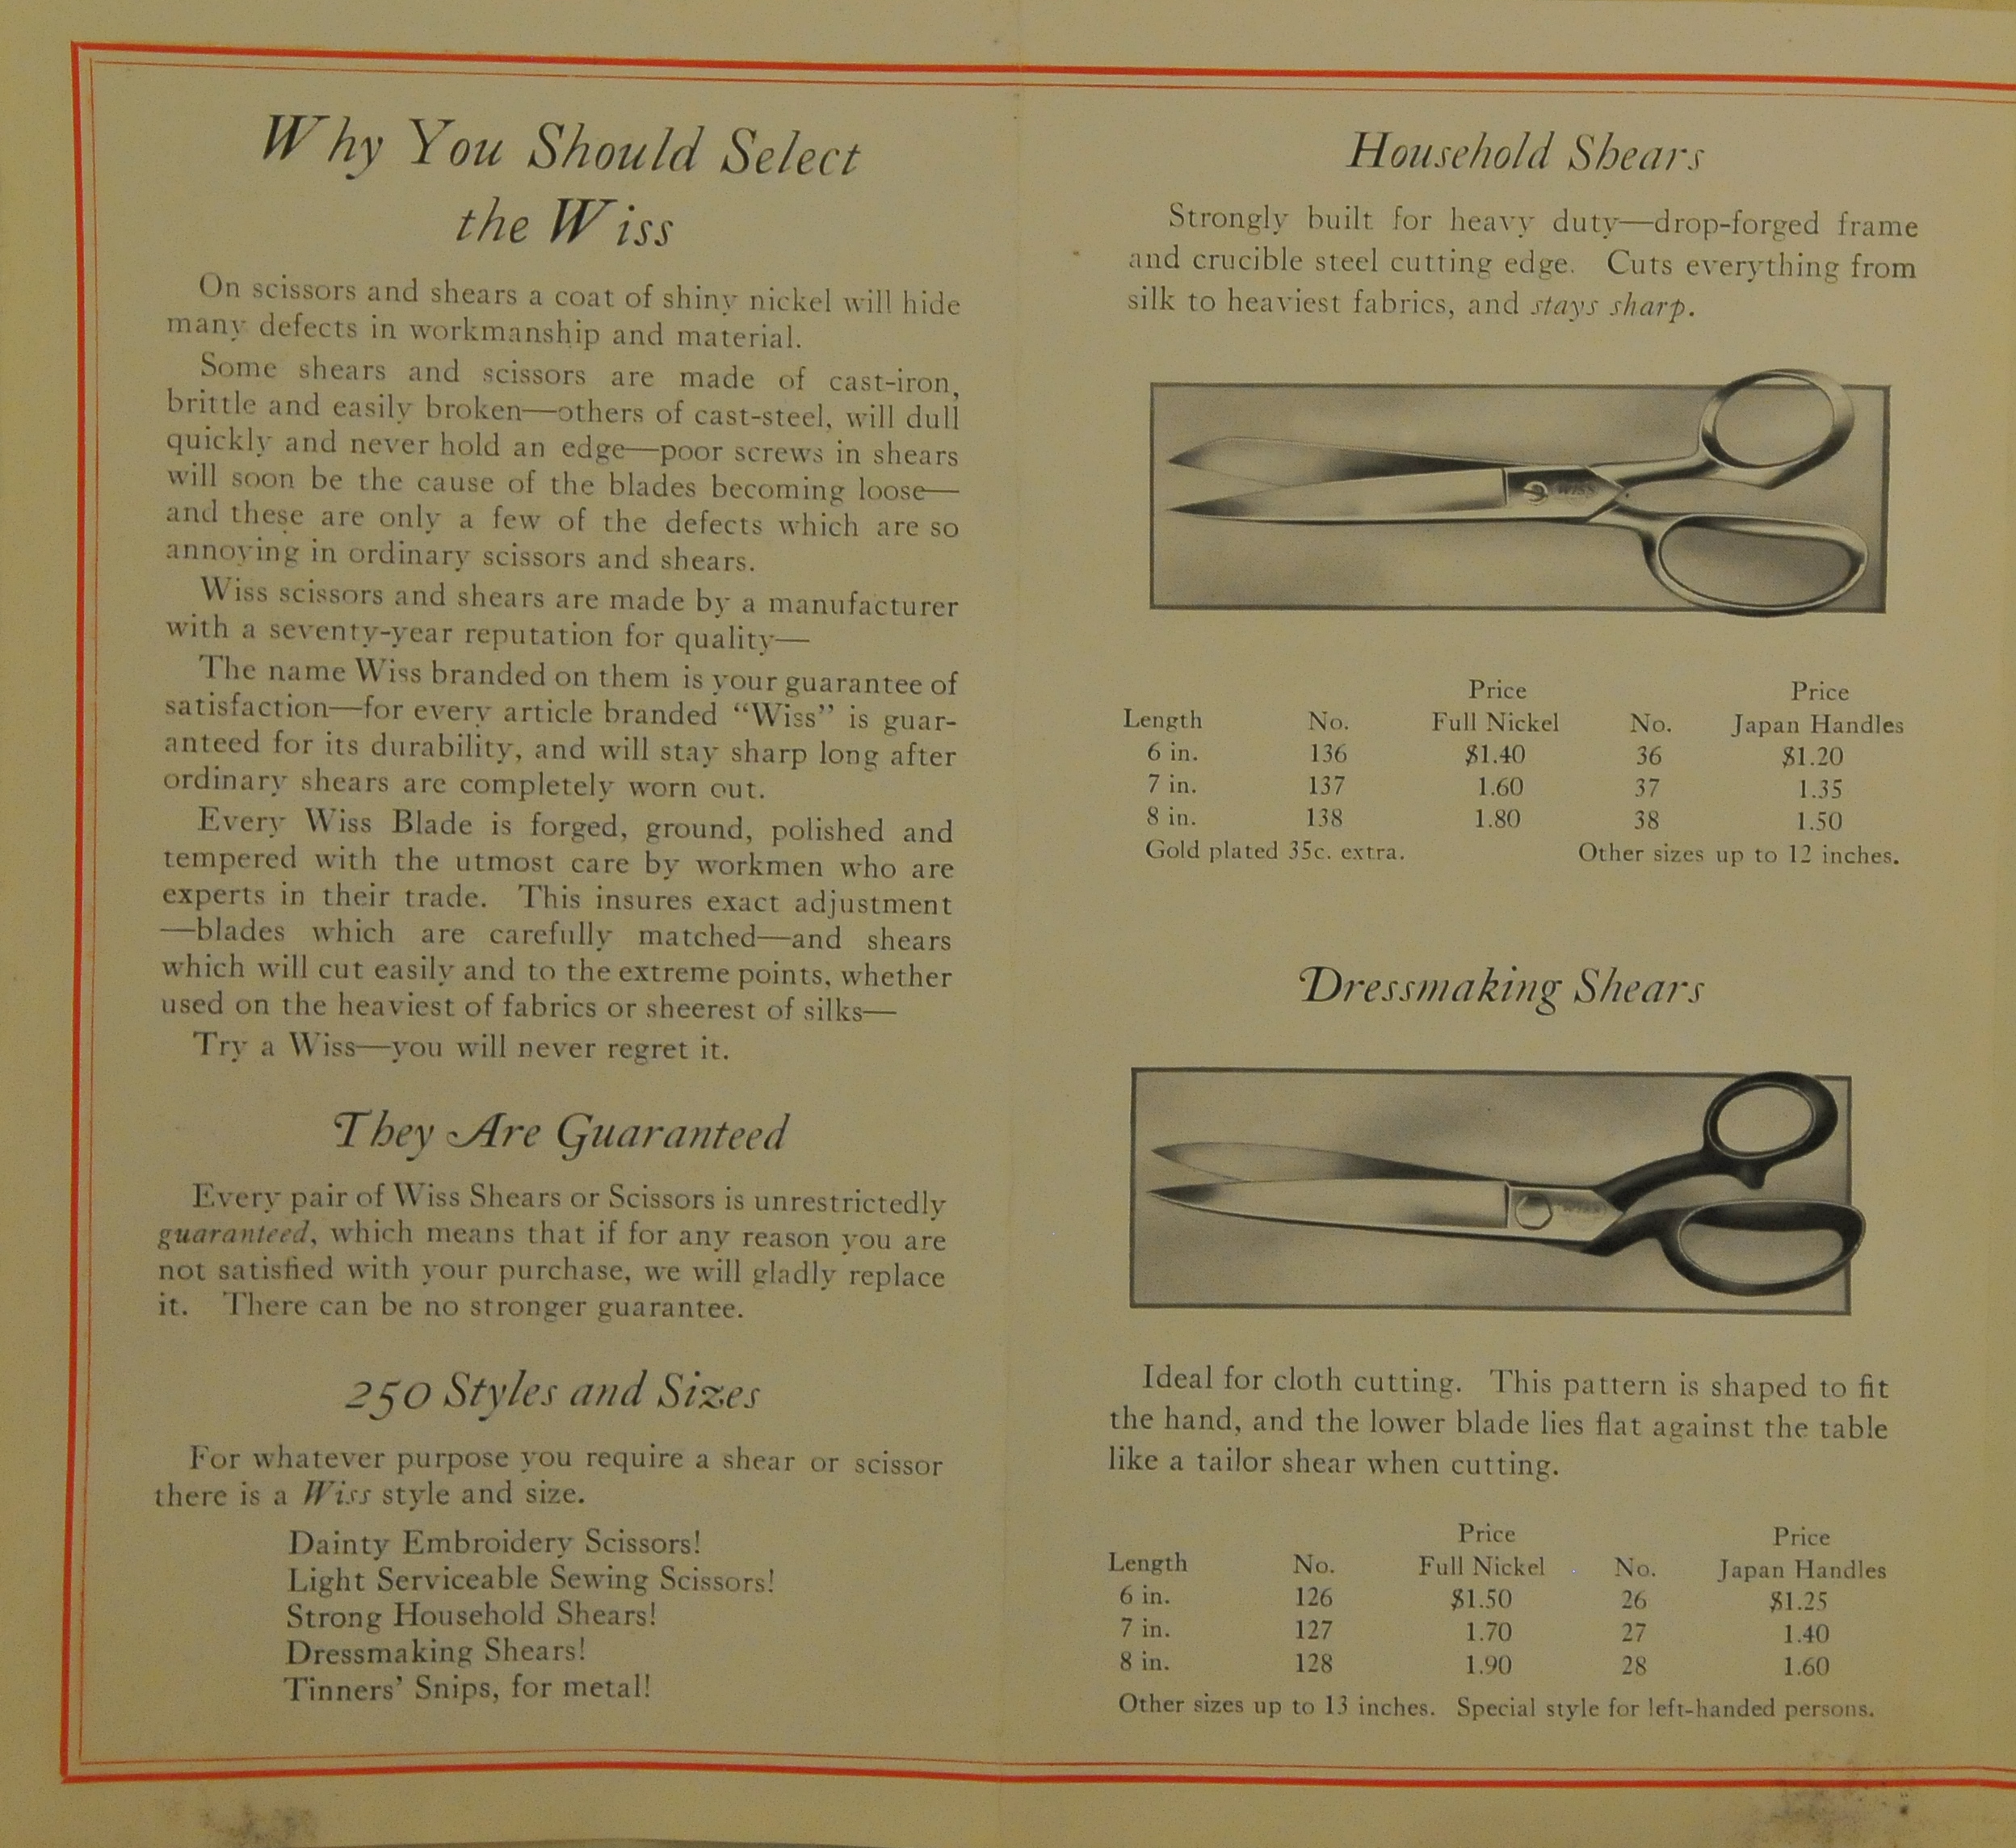 Why You Should Select
the Wiss
On scissors and shears a coat of shiny nickel will hide
many defects in workmanship and material.
Some shears and scissors are made of cast-iron,
brittle and easily broken—others of cast-steel, will dull
quickly and never hold an edge—poor screws in shears
will soon be the cause of the blades becoming loose—
and these are only a few of the defects which are so
annoying in ordinary scissors and shears.
Wiss scissors and shears are made by a manufacturer
with a seventy-year reputation for quality—
The name Wiss branded on them is your guarantee of
satisfaction—for every article branded “Wiss” is guar-
anteed for its durability, and will stay sharp long after
ordinary shears are completely worn out.
Every Wiss Blade is forged, ground, polished and
tempered with the utmost care by workmen who are
experts in their trade. This insures exact adjustment
—blades which are carefully matched—and shears
which will cut easily and to the extreme points, whether
used on the heaviest of fabrics or sheerest of silks—
Try a Wiss—you will never regret it.
They Are Guaranteed
Every pair of Wiss Shears or Scissors is unrestrictedly
guaranteed, which means that if for any reason you are
not satisfied with your purchase, we will gladly replace
it. There can be no stronger guarantee.
250 Styles and Sizes
For whatever purpose you require a shear or scissor
there is a Wiss style and size.
Dainty Embroidery Scissors!
Light Serviceable Sewing Scissors!
Strong Household Shears!
Dressmaking Shears!
Tinners’ Snips, for metal!
Household Shears
Strongly built for heavy duty—drop-forged frame
and crucible steel cutting edge. Cuts everything from
silk to heaviest fabrics, and stays sharp.
WISS
Price Price
Length No. Full Nickel No. Japan Handles
6 in. 136 $1.40 36 $1.20
7 in. 137 1.60 37 1.35
8 in. 138 1.80 38 1.50
Gold plated 35c. extra. Other sizes up to 12 inches.
Dressmaking Shears
WISS
Ideal for cloth cutting. This pattern is shaped to fit
the hand, and the lower blade lies flat against the table
like a tailor shear when cutting.
Price Price
Length No. Full Nickel No. Japan Handles
6 in. 126 $1.50 26 $1.25
7 in. 127 1.70 27 1.40
8 in. 128 1.90 28 1.60
Other sizes up to 13 inches. Special style for left-handed persons.